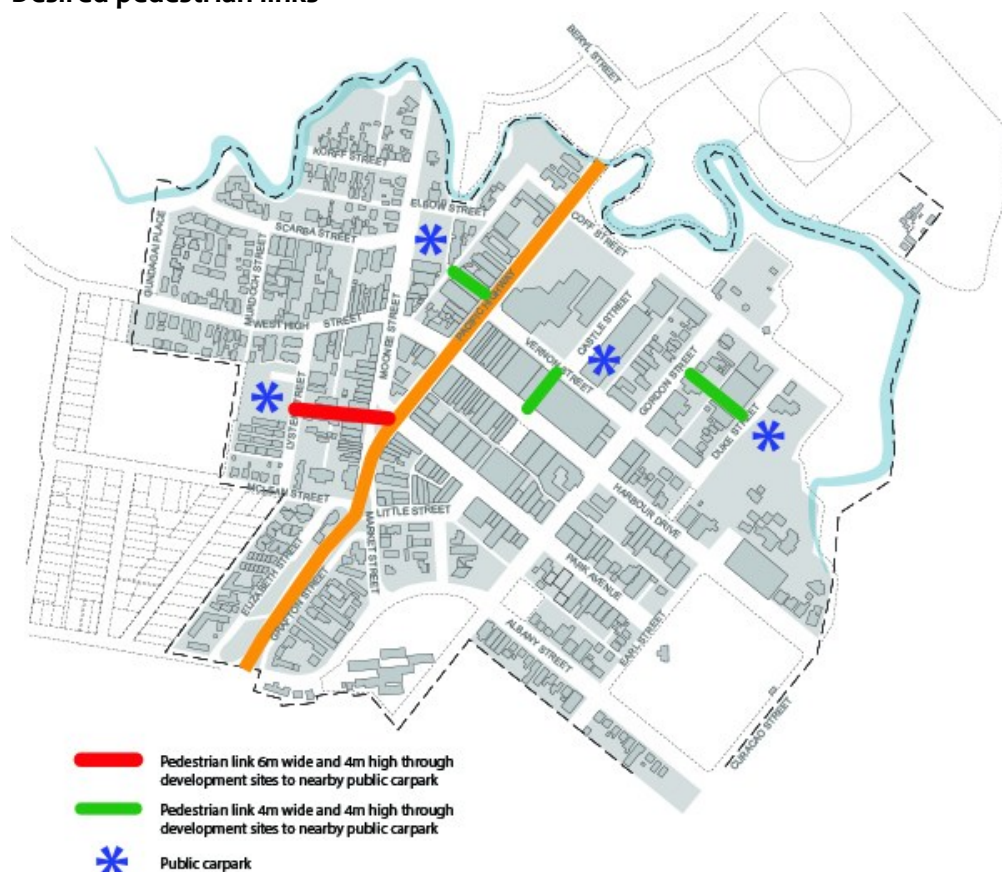 Desired pedestrian links
BERYL STREET
KORFF STREET
ELBOW STREET
SCARBA STREET
COFF STREET
GUNDAGAI PLACE
MURDOCH STREET
PACIFIC HIGHWAY
WEST HIGH STREET
MOONEE STREET
CASTLE STREET
VERNON STREET
GORDON STREET
LYSTER STREET
DUKE STREET
MCLEAN STREET
HARBOUR DRIVE
LITTLE STREET
MARKET STREET
ELIZABETH STREET
PARK AVENUE
GRAFTON STREET
ALBANY STREET
EARL STREET
CURACAO STREET
Pedestrian link 6m wide and 4m high through
development sites to nearby public carpark
Pedestrian link 4m wide and 4m high through
development sites to nearby public carpark
Public carpark